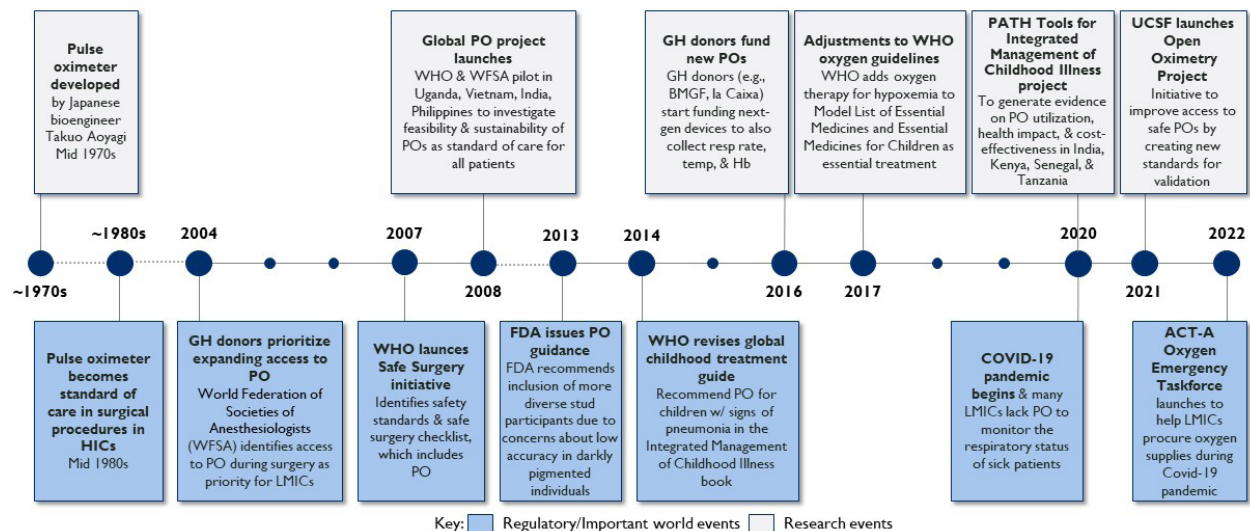 Pulse
oximeter
developed
by Japanese
bioengineer
Takuo Aoyagi
Mid 1970s
Global PO project
launches
WHO & WFSA pilot in
Uganda, Vietnam, India,
Philippines to investigate
feasibility & sustainability of
POs as standard of care for
all patients
GH donors fund
new POs
GH donors (e.g.,
BMGF, la Caixa)
start funding next-
gen devices to also
collect resp rate,
temp, & Hb
Adjustments to WHO
oxygen guidelines
WHO adds oxygen
therapy for hypoxemia to
Model List of Essential
Medicines and Essential
Medicines for Children as
essential treatment
PATH Tools for
Integrated
Management of
Childhood Illness
project
To generate evidence
on PO utilization,
health impact, & cost-
effectiveness in India,
Kenya, Senegal, &
Tanzania
UCSF launches
Open
Oximetry
Project
Initiative to
improve access to
safe POs by
creating new
standards for
validation
~1970s
~1980s
2004
2007
2008
2013
2014
2016
2017
2020
2021
2022
Pulse oximeter
becomes
standard of
care in surgical
procedures in
HICs
Mid 1980s
GH donors prioritize
expanding access to
PO
World Federation of
Societies of
Anesthesiologists
(WFSA) identifies access
to PO during surgery as
priority for LMICs
WHO launces
Safe Surgery
initiative
Identifies safety
standards & safe
surgery checklist,
which includes
PO
FDA issues PO
guidance
FDA recommends
inclusion of more
diverse stud
participants due to
concerns about low
accuracy in darkly
pigmented
individuals
WHO revises global
childhood treatment
guide
Recommend PO for
children w/ signs of
pneumonia in the
Integrated Management
of Childhood Illness
book
COVID-19
pandemic
begins & many
LMICs lack PO to
monitor the
respiratory status
of sick patients
ACT-A
Oxygen
Emergency
Taskforce
launches to
help LMICs
procure oxygen
supplies during
Covid-19
pandemic
Key: Regulatory/Important world events Research events